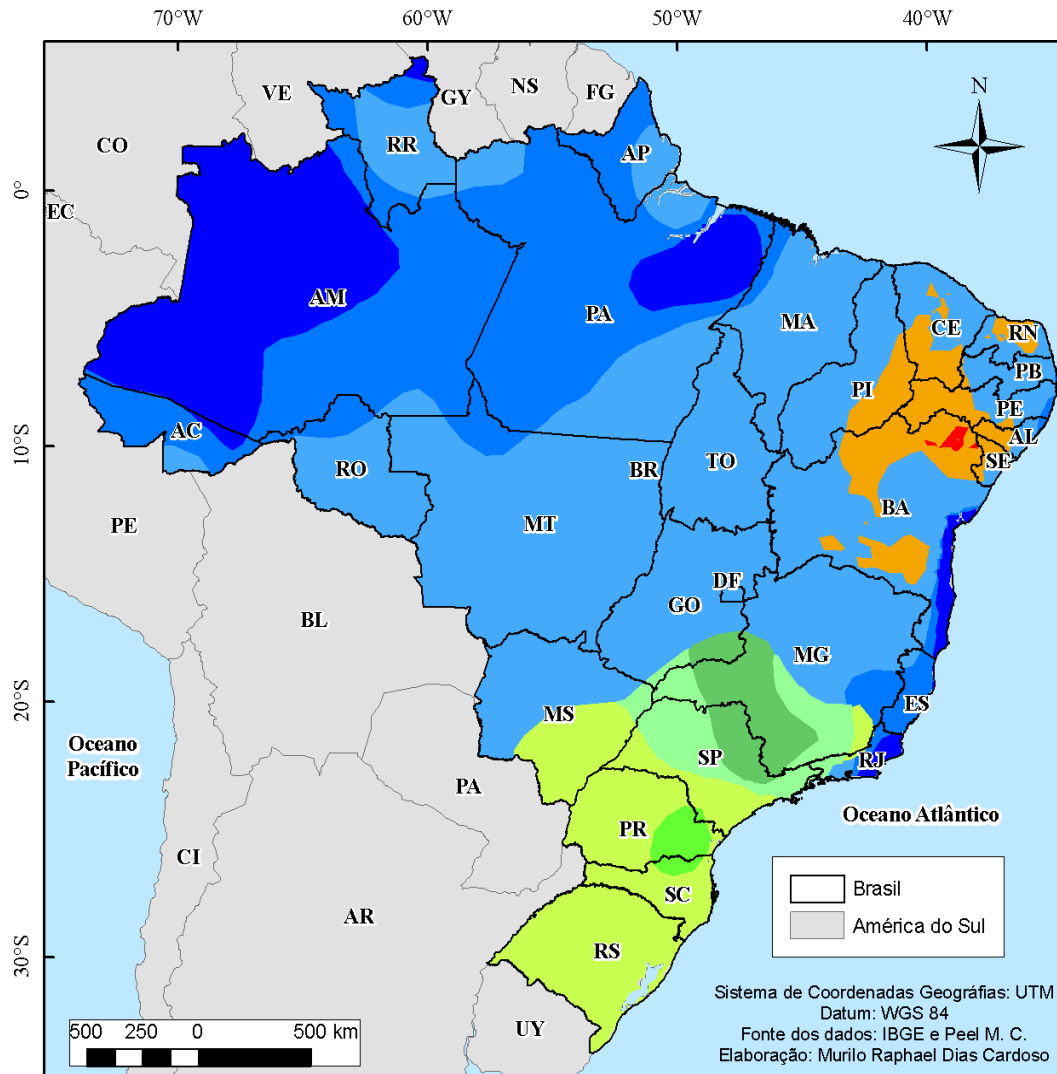 70°W 60°W 50°W 40°W
N
VE GY NS FG
CO RR AP
0°
EC
AM PA MA CE RN
PB
PI PE
AC AL
10°S
RO BR TO SE
PE MT BA
DF
BL GO MG
20°S
MS ES
Oceano
Pacífico
SP RJ
PA
PR Oceano Atlântico
CI
SC
AR
RS
30°S
UY
Brasil
América do Sul
500 250 0 500 km
Sistema de Coordenadas Geográfias: UTM
Datum: WGS 84
Fonte dos dados: IBGE e Peel M. C.
Elaboração: Murilo Raphael Dias Cardoso